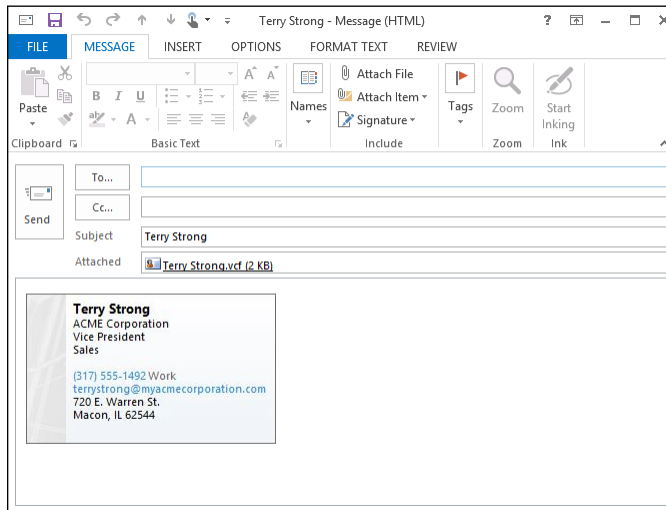 Terry Strong - Message (HTML)
FILE MESSAGE INSERT OPTIONS FORMAT TEXT REVIEW
Paste
B I U
A A
aby A
Names
Attach File
Attach Item
Signature
Tags
Zoom
Start
Inking
Clipboard Basic Text Include Zoom Ink
Send
To...
Cc...
Subject Terry Strong
Attached Terry Strong.vcf (2 KB)
Terry Strong
ACME Corporation
Vice President
Sales
(317) 555-1492 Work
terrystrong@myacmecorporation.com
720 E. Warren St.
Macon, IL 62544